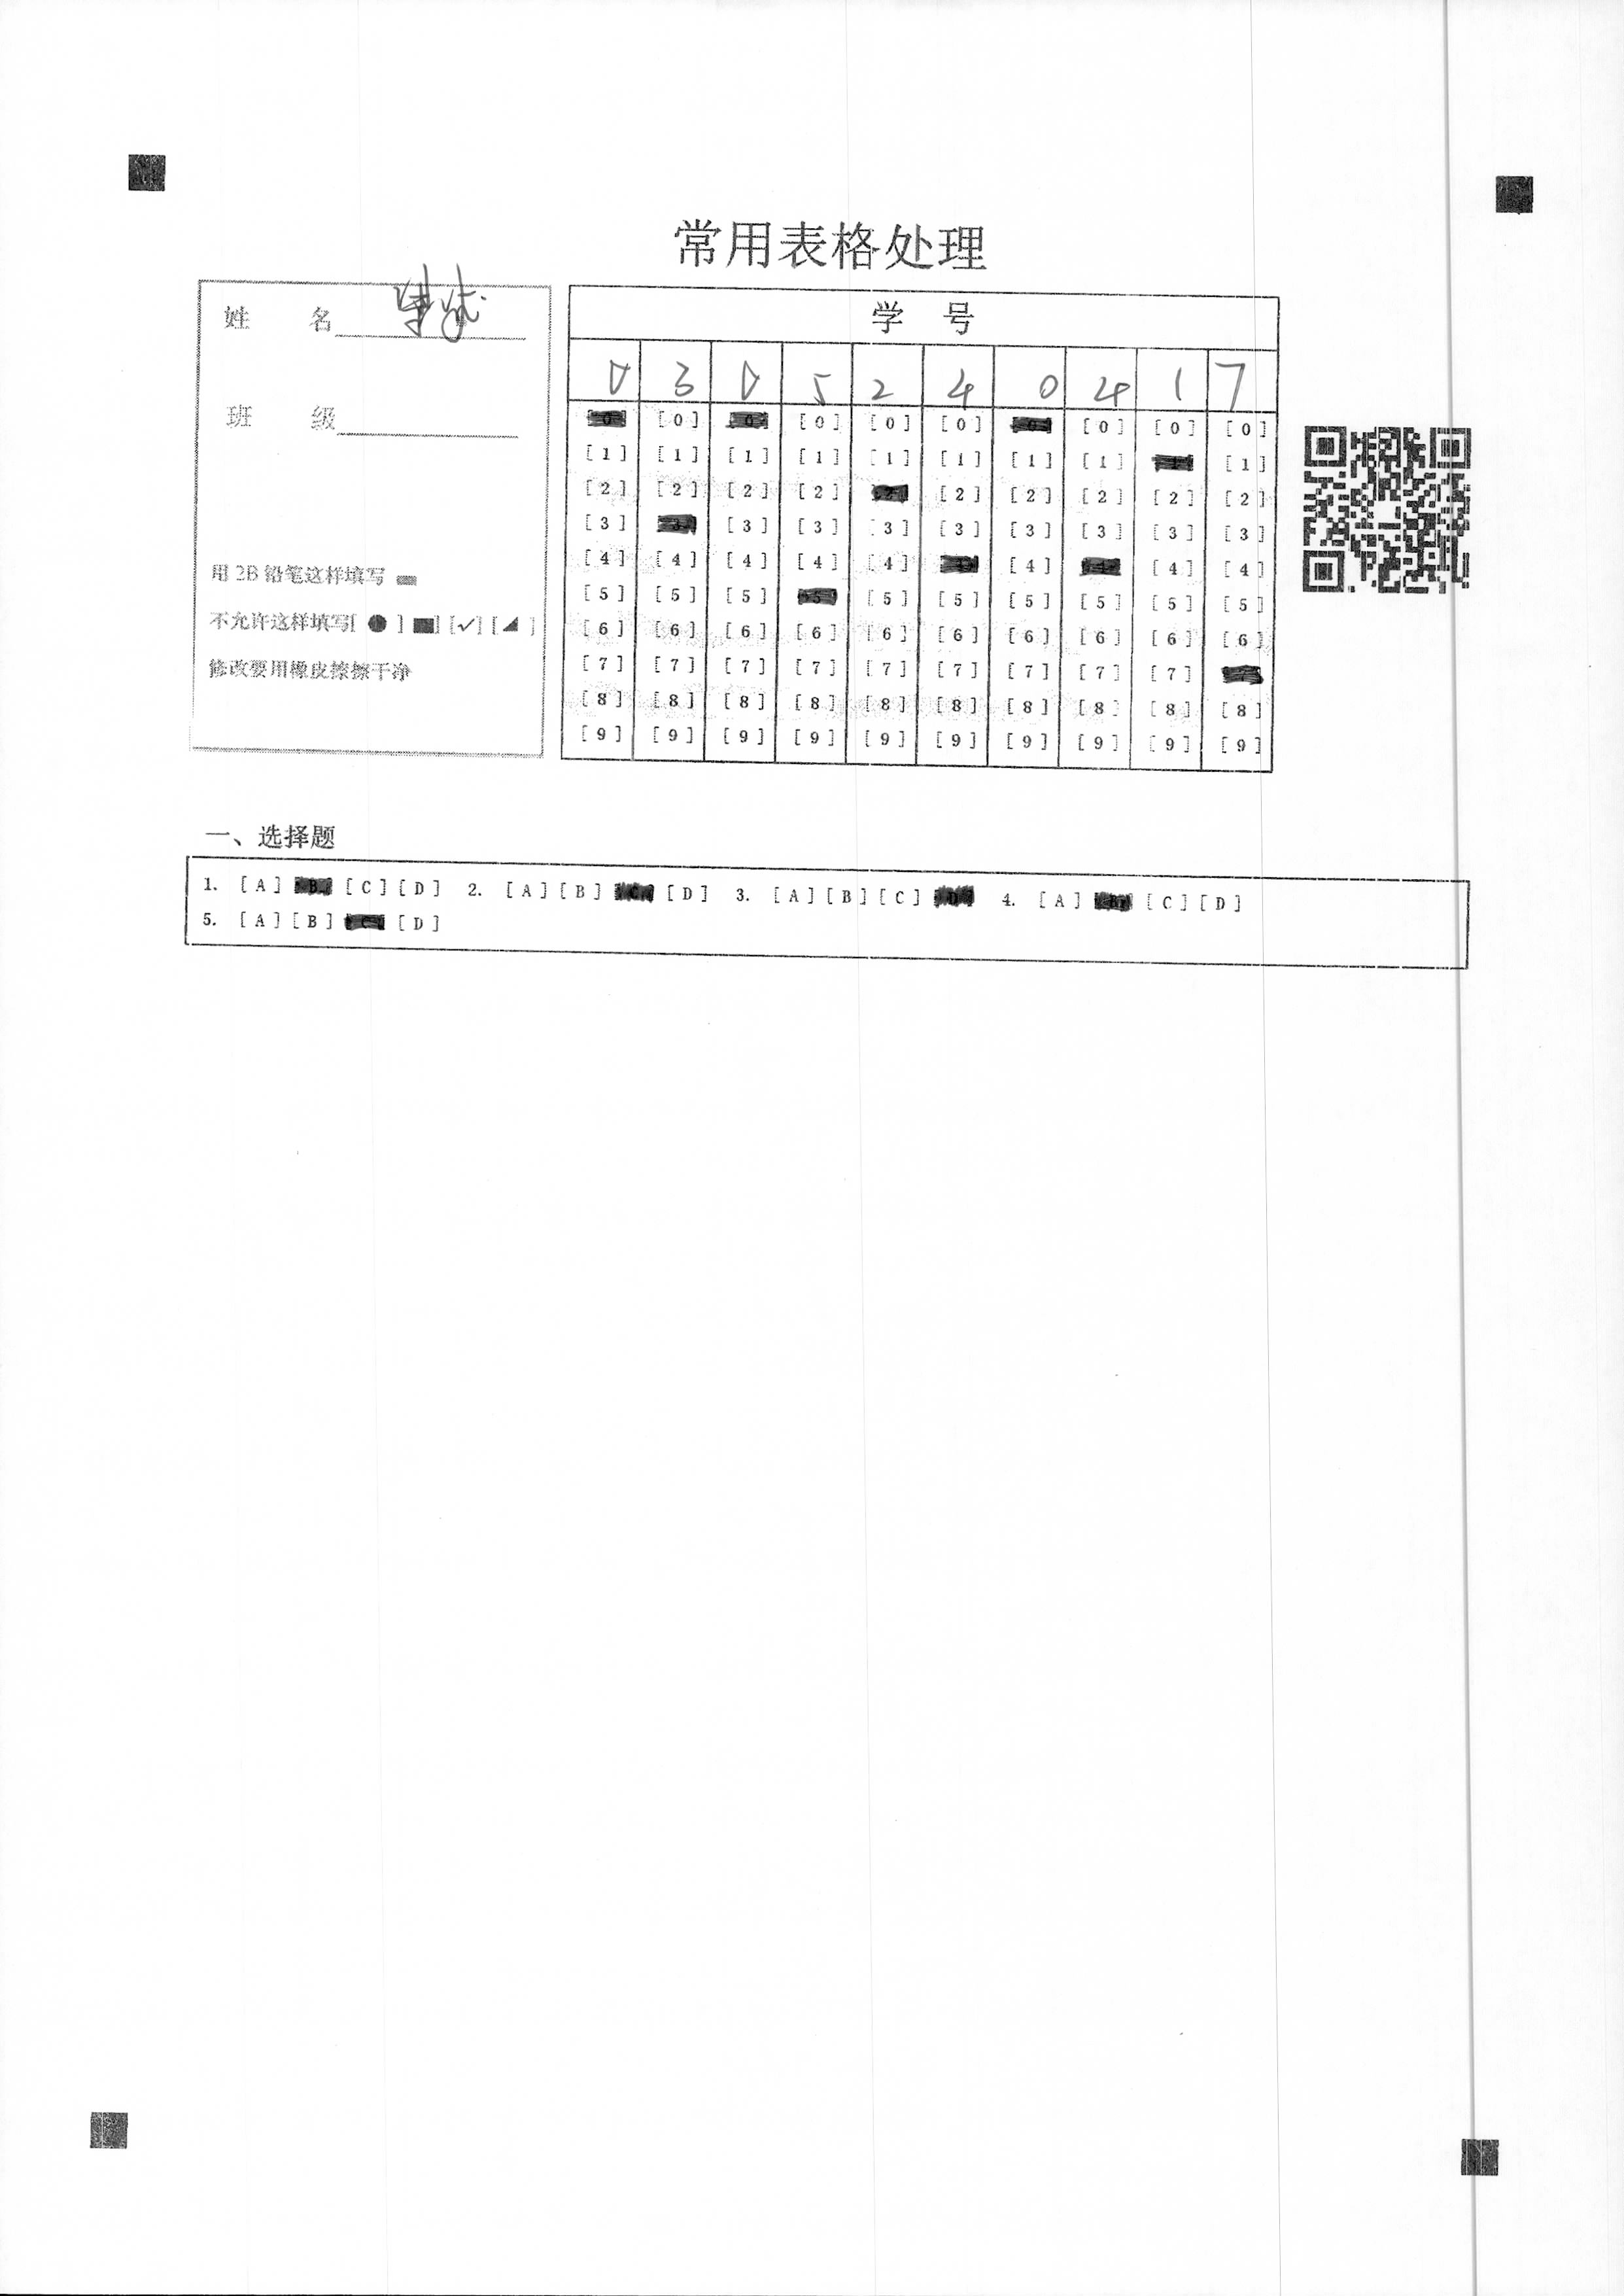 常用表格处理
姓 名
班 级
用 2B 铅笔这样填写
不允许这样填写[ ● ] ■] [✓] [◢ ]
修改要用橡皮擦擦干净
学 号
0 3 0 5 2 4 0 4 1 7
[0] [0] [0] [0] [0] [0] [0] [0] [0] [0]
[1] [1] [1] [1] [1] [1] [1] [1] [1] [1]
[2] [2] [2] [2] [2] [2] [2] [2] [2] [2]
[3] [3] [3] [3] [3] [3] [3] [3] [3] [3]
[4] [4] [4] [4] [4] [4] [4] [4] [4] [4]
[5] [5] [5] [5] [5] [5] [5] [5] [5] [5]
[6] [6] [6] [6] [6] [6] [6] [6] [6] [6]
[7] [7] [7] [7] [7] [7] [7] [7] [7]
[8] [8] [8] [8] [8] [8] [8] [8] [8] [8]
[9] [9] [9] [9] [9] [9] [9] [9] [9] [9]
一、选择题
1. [A] [B] [C] [D] 2. [A] [B] [C] [D] 3. [A] [B] [C] [D] 4. [A] [B] [C] [D]
5. [A] [B] [C] [D]